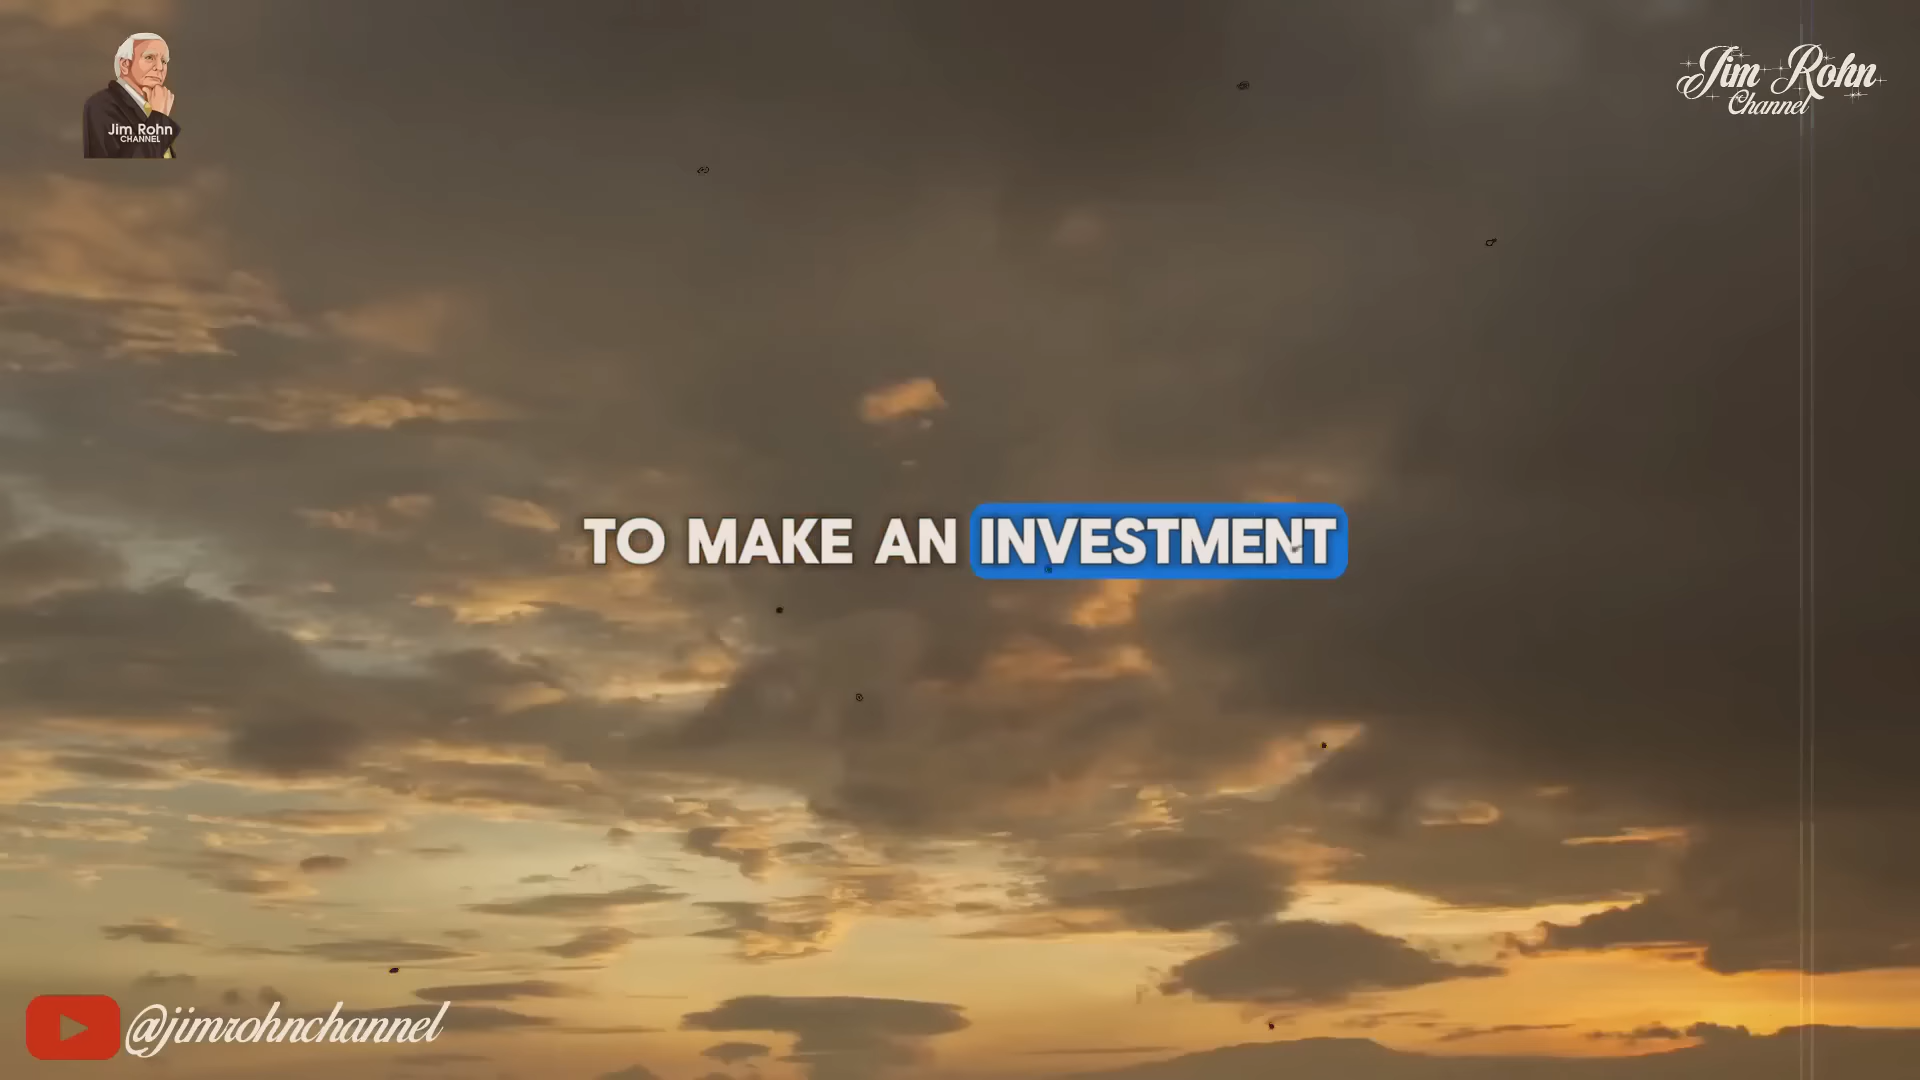 Jim Rohn
CHANNEL
Jim Rohn
Channel
TO MAKE AN INVESTMENT
@jimrohnchannel